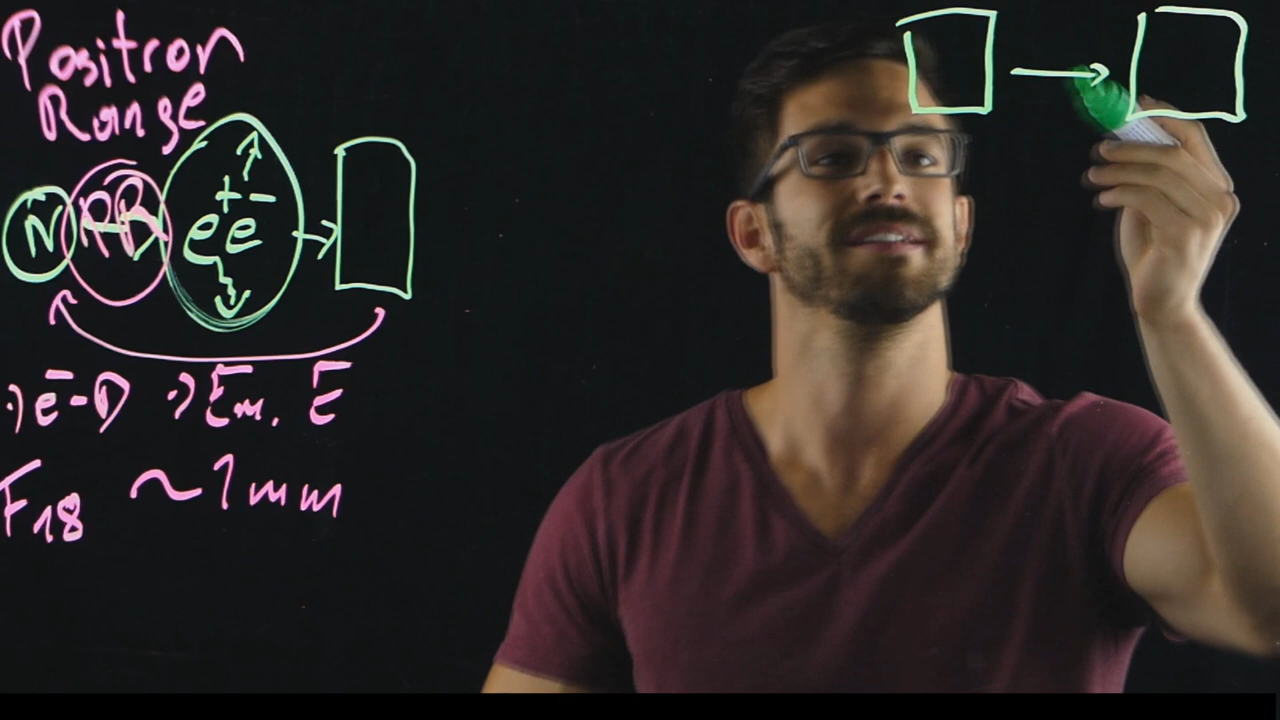 Positron
Range
N PR e+ e-
·) e--D ·) Em. E
F18 ~1mm